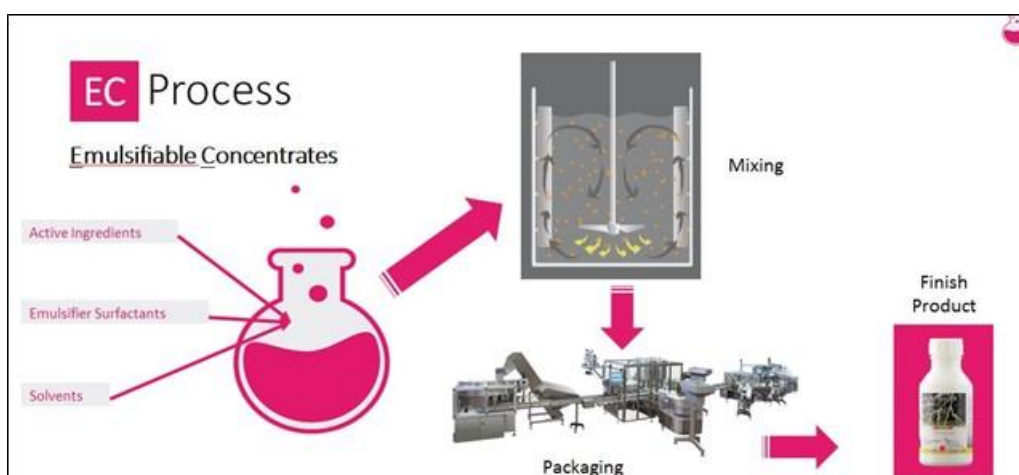 EC Process
Emulsifiable Concentrates
Active Ingredients
Emulsifier Surfactants
Solvents
Mixing
Packaging
Finish
Product